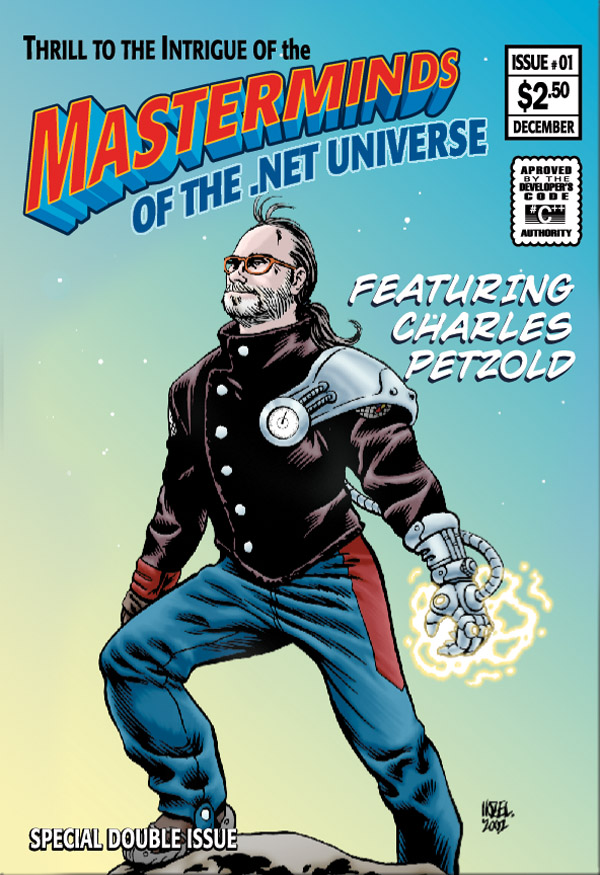 THRILL TO THE INTRIGUE OF the
MASTERMINDS
OF THE .NET UNIVERSE
ISSUE #01
$2.50
DECEMBER
APROVED
BY THE
DEVELOPER'S
CODE
C
AUTHORITY
FEATURING
CHARLES
PETZOLD
SPECIAL DOUBLE ISSUE
2002